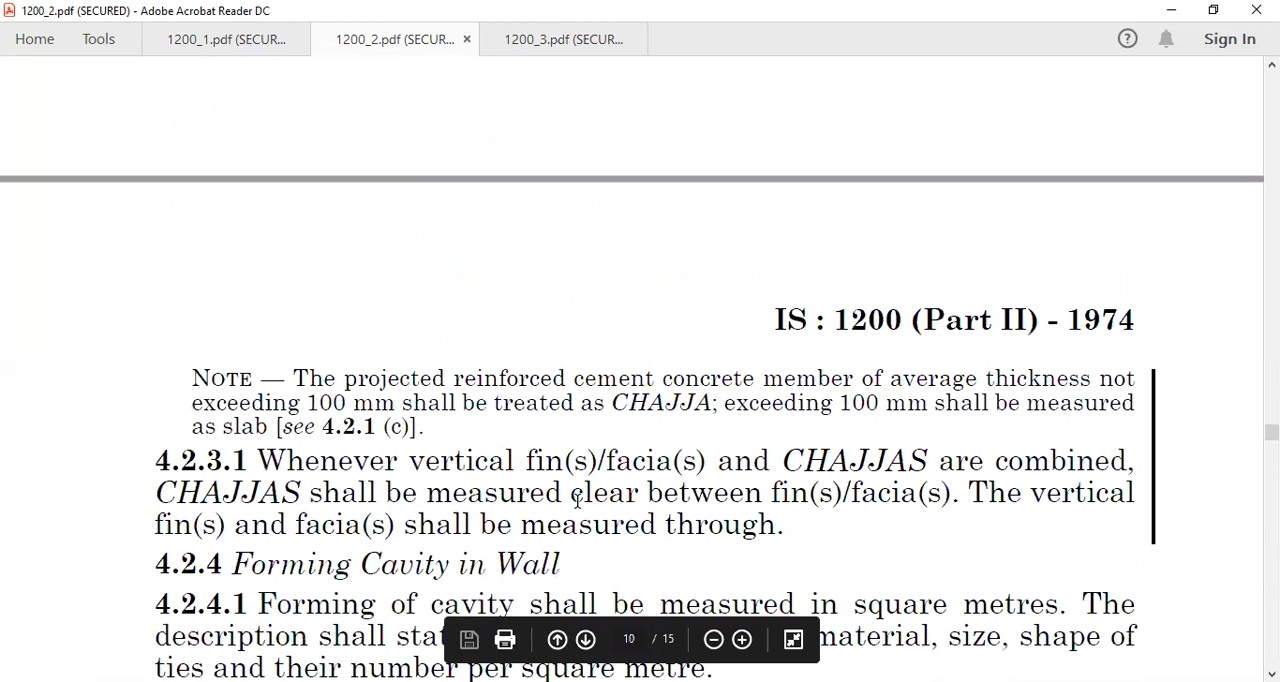 1200_2.pdf (SECURED) - Adobe Acrobat Reader DC
Home Tools 1200_1.pdf (SECUR... 1200_2.pdf (SECUR... × 1200_3.pdf (SECUR... ? Sign In
IS : 1200 (Part II) - 1974
NOTE — The projected reinforced cement concrete member of average thickness not
exceeding 100 mm shall be treated as CHAJJA; exceeding 100 mm shall be measured
as slab [see 4.2.1 (c)].
4.2.3.1 Whenever vertical fin(s)/facia(s) and CHAJJAS are combined,
CHAJJAS shall be measured clear between fin(s)/facia(s). The vertical
fin(s) and facia(s) shall be measured through.
4.2.4 Forming Cavity in Wall
4.2.4.1 Forming of cavity shall be measured in square metres. The
description shall material, size, shape of
ties and their number per square metre.
10 / 15